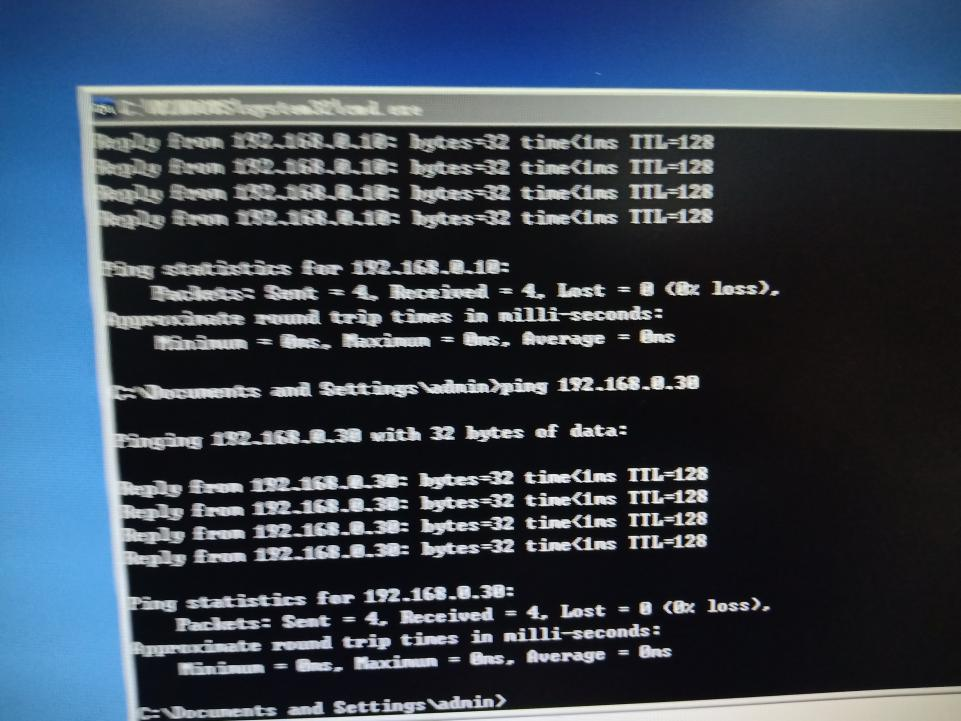 C:\WINDOWS\system32\cmd.exe
Reply from 192.168.0.10: bytes=32 time<1ms TTL=128
Reply from 192.168.0.10: bytes=32 time<1ms TTL=128
Reply from 192.168.0.10: bytes=32 time<1ms TTL=128
Reply from 192.168.0.10: bytes=32 time<1ms TTL=128
Ping statistics for 192.168.0.10:
Packets: Sent = 4, Received = 4, Lost = 0 (0% loss),
Approximate round trip times in milli-seconds:
Minimum = 0ms, Maximum = 0ms, Average = 0ms
C:\Documents and Settings\admin>ping 192.168.0.30
Pinging 192.168.0.30 with 32 bytes of data:
Reply from 192.168.0.30: bytes=32 time<1ms TTL=128
Reply from 192.168.0.30: bytes=32 time<1ms TTL=128
Reply from 192.168.0.30: bytes=32 time<1ms TTL=128
Reply from 192.168.0.30: bytes=32 time<1ms TTL=128
Ping statistics for 192.168.0.30:
Packets: Sent = 4, Received = 4, Lost = 0 (0% loss),
Approximate round trip times in milli-seconds:
Minimum = 0ms, Maximum = 0ms, Average = 0ms
C:\Documents and Settings\admin>